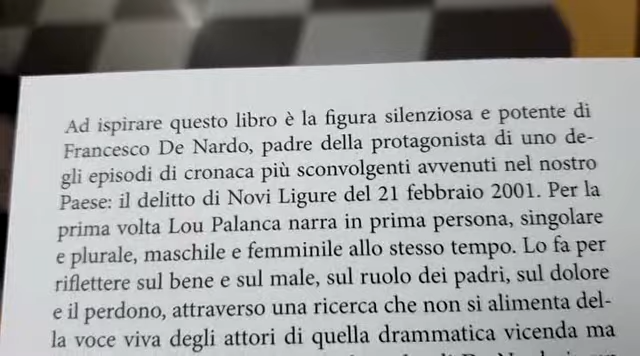 Ad ispirare questo libro è la figura silenziosa e potente di
Francesco De Nardo, padre della protagonista di uno de-
gli episodi di cronaca più sconvolgenti avvenuti nel nostro
Paese: il delitto di Novi Ligure del 21 febbraio 2001. Per la
prima volta Lou Palanca narra in prima persona, singolare
e plurale, maschile e femminile allo stesso tempo. Lo fa per
riflettere sul bene e sul male, sul ruolo dei padri, sul dolore
e il perdono, attraverso una ricerca che non si alimenta del-
la voce viva degli attori di quella drammatica vicenda ma